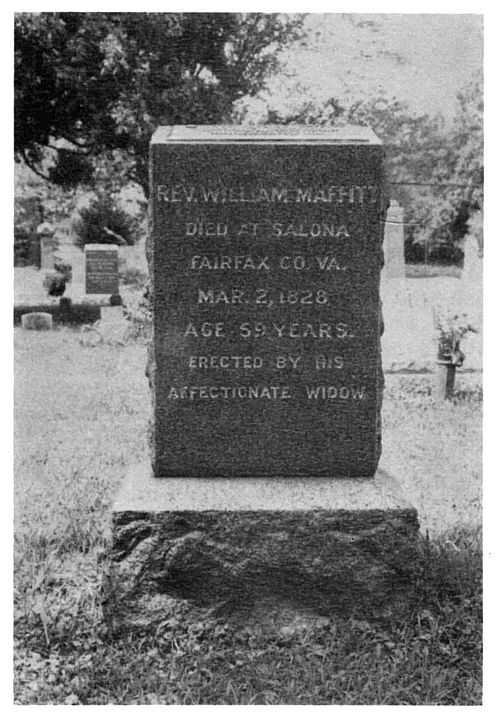 REV. WILLIAM MAFFITT
DIED AT SALONA
FAIRFAX CO. VA.
MAR. 2, 1828
AGE 59 YEARS.
ERECTED BY HIS
AFFECTIONATE WIDOW